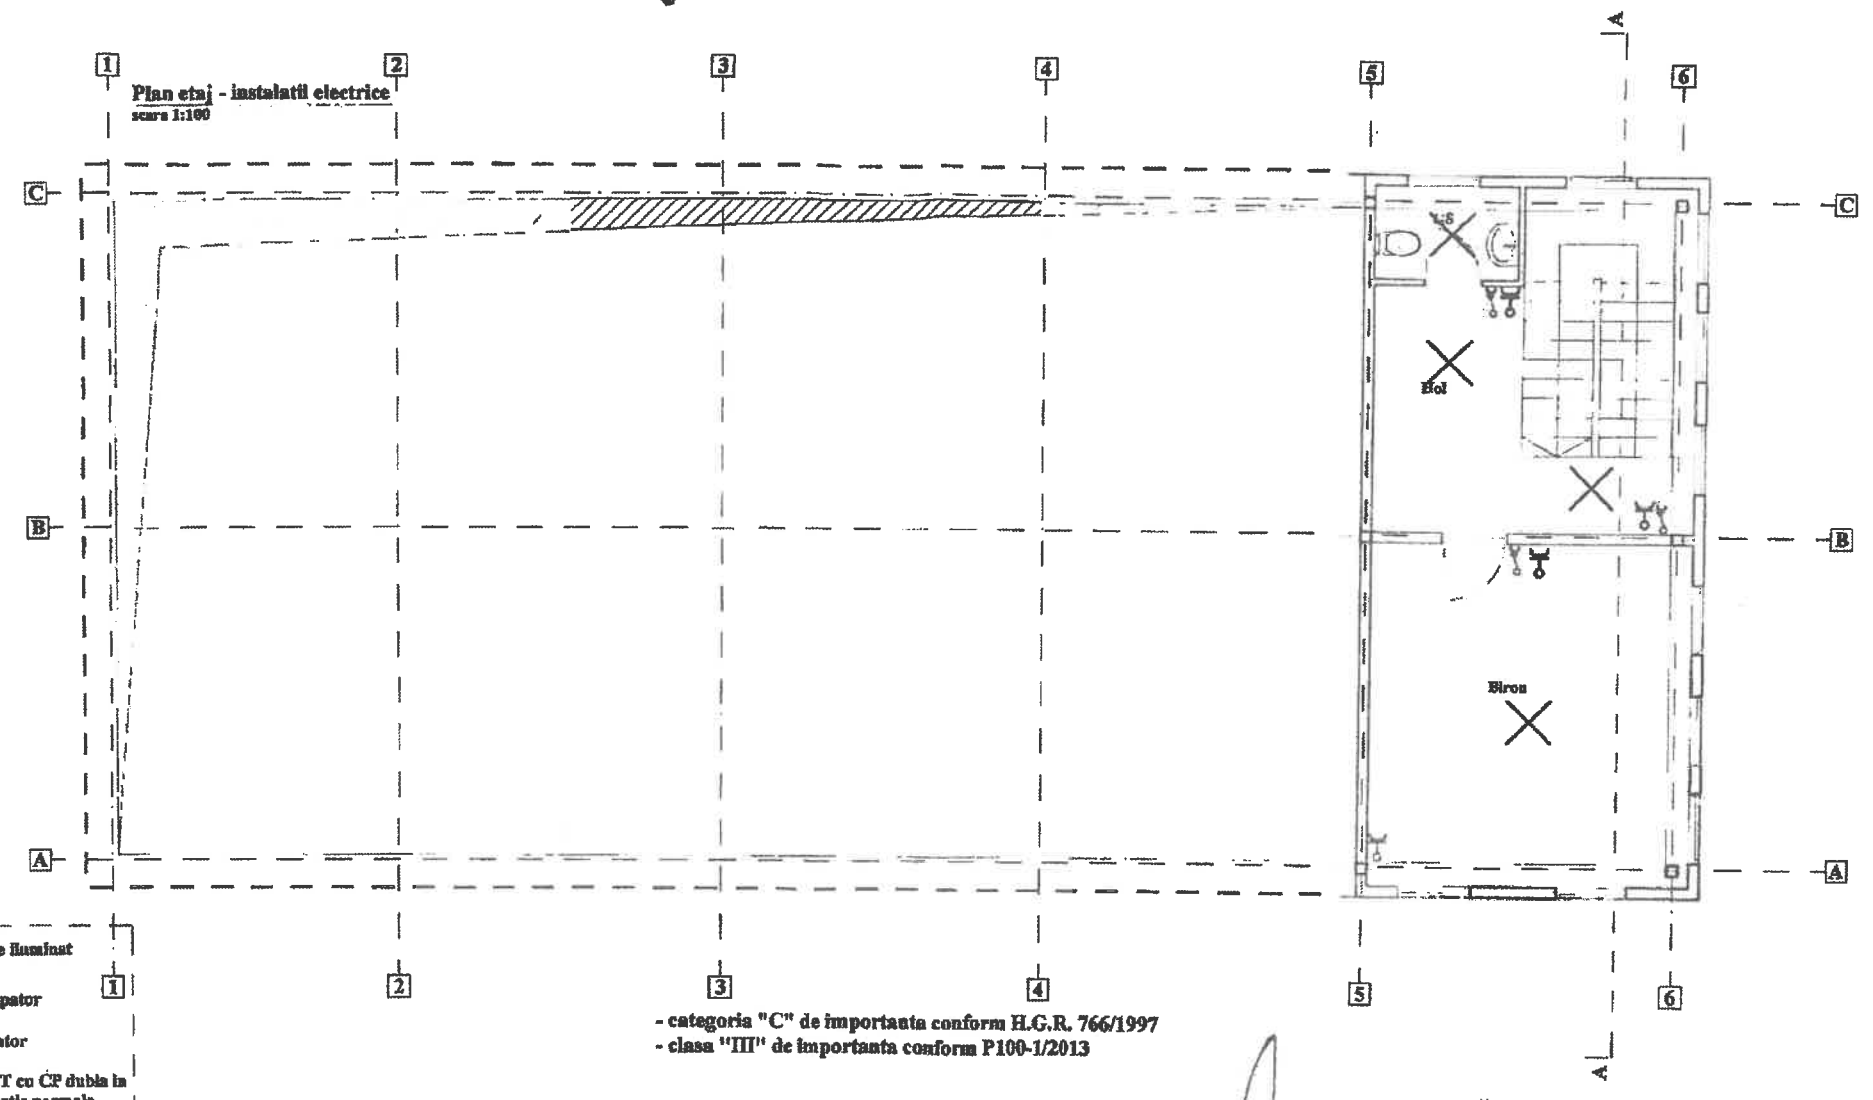 A
1
2
3
4
5
6
Plan etaj - instalatii electrice
scara 1:100
C
C
G.S
Hol
B
B
Birou
A
A
e iluminat
pator
ator
T cu CP dubla in
1
2
3
4
5
6
- categoria "C" de importanta conform H.G.R. 766/1997
- clasa "III" de importanta conform P100-1/2013
A